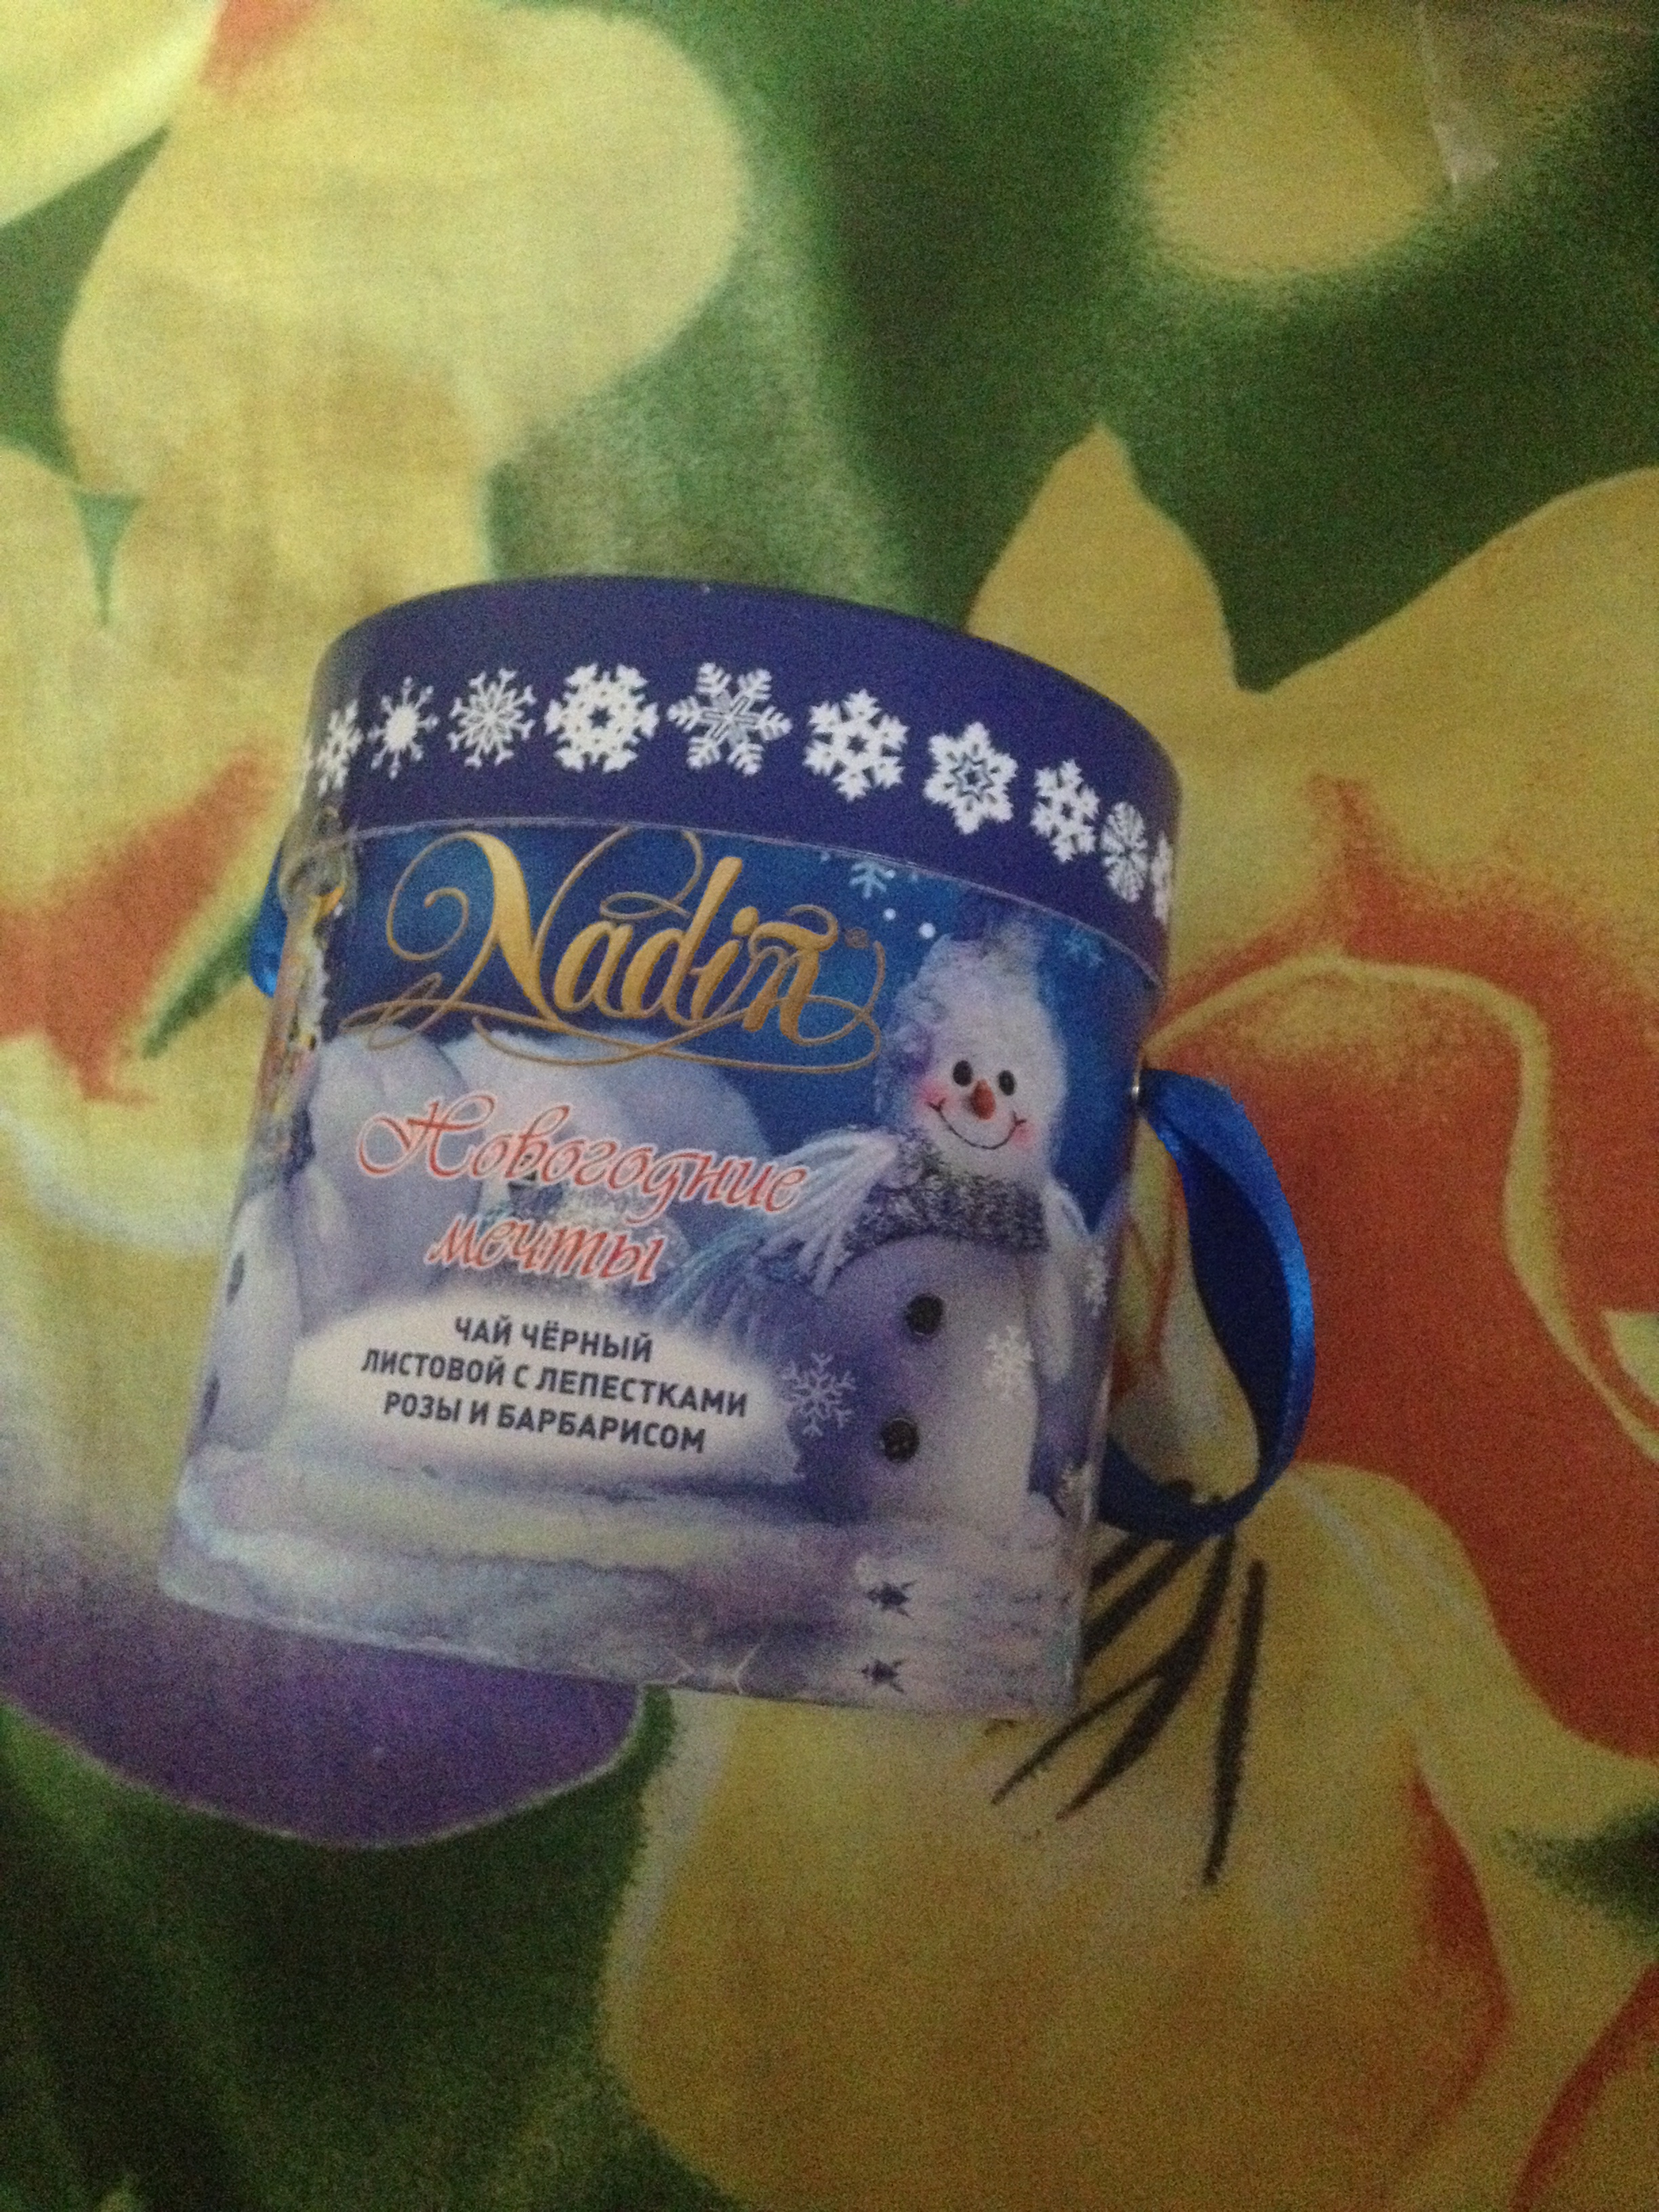 Nadin®
Новогодние
мечты
ЧАЙ ЧЁРНЫЙ
ЛИСТОВОЙ С ЛЕПЕСТКАМИ
РОЗЫ И БАРБАРИСОМ